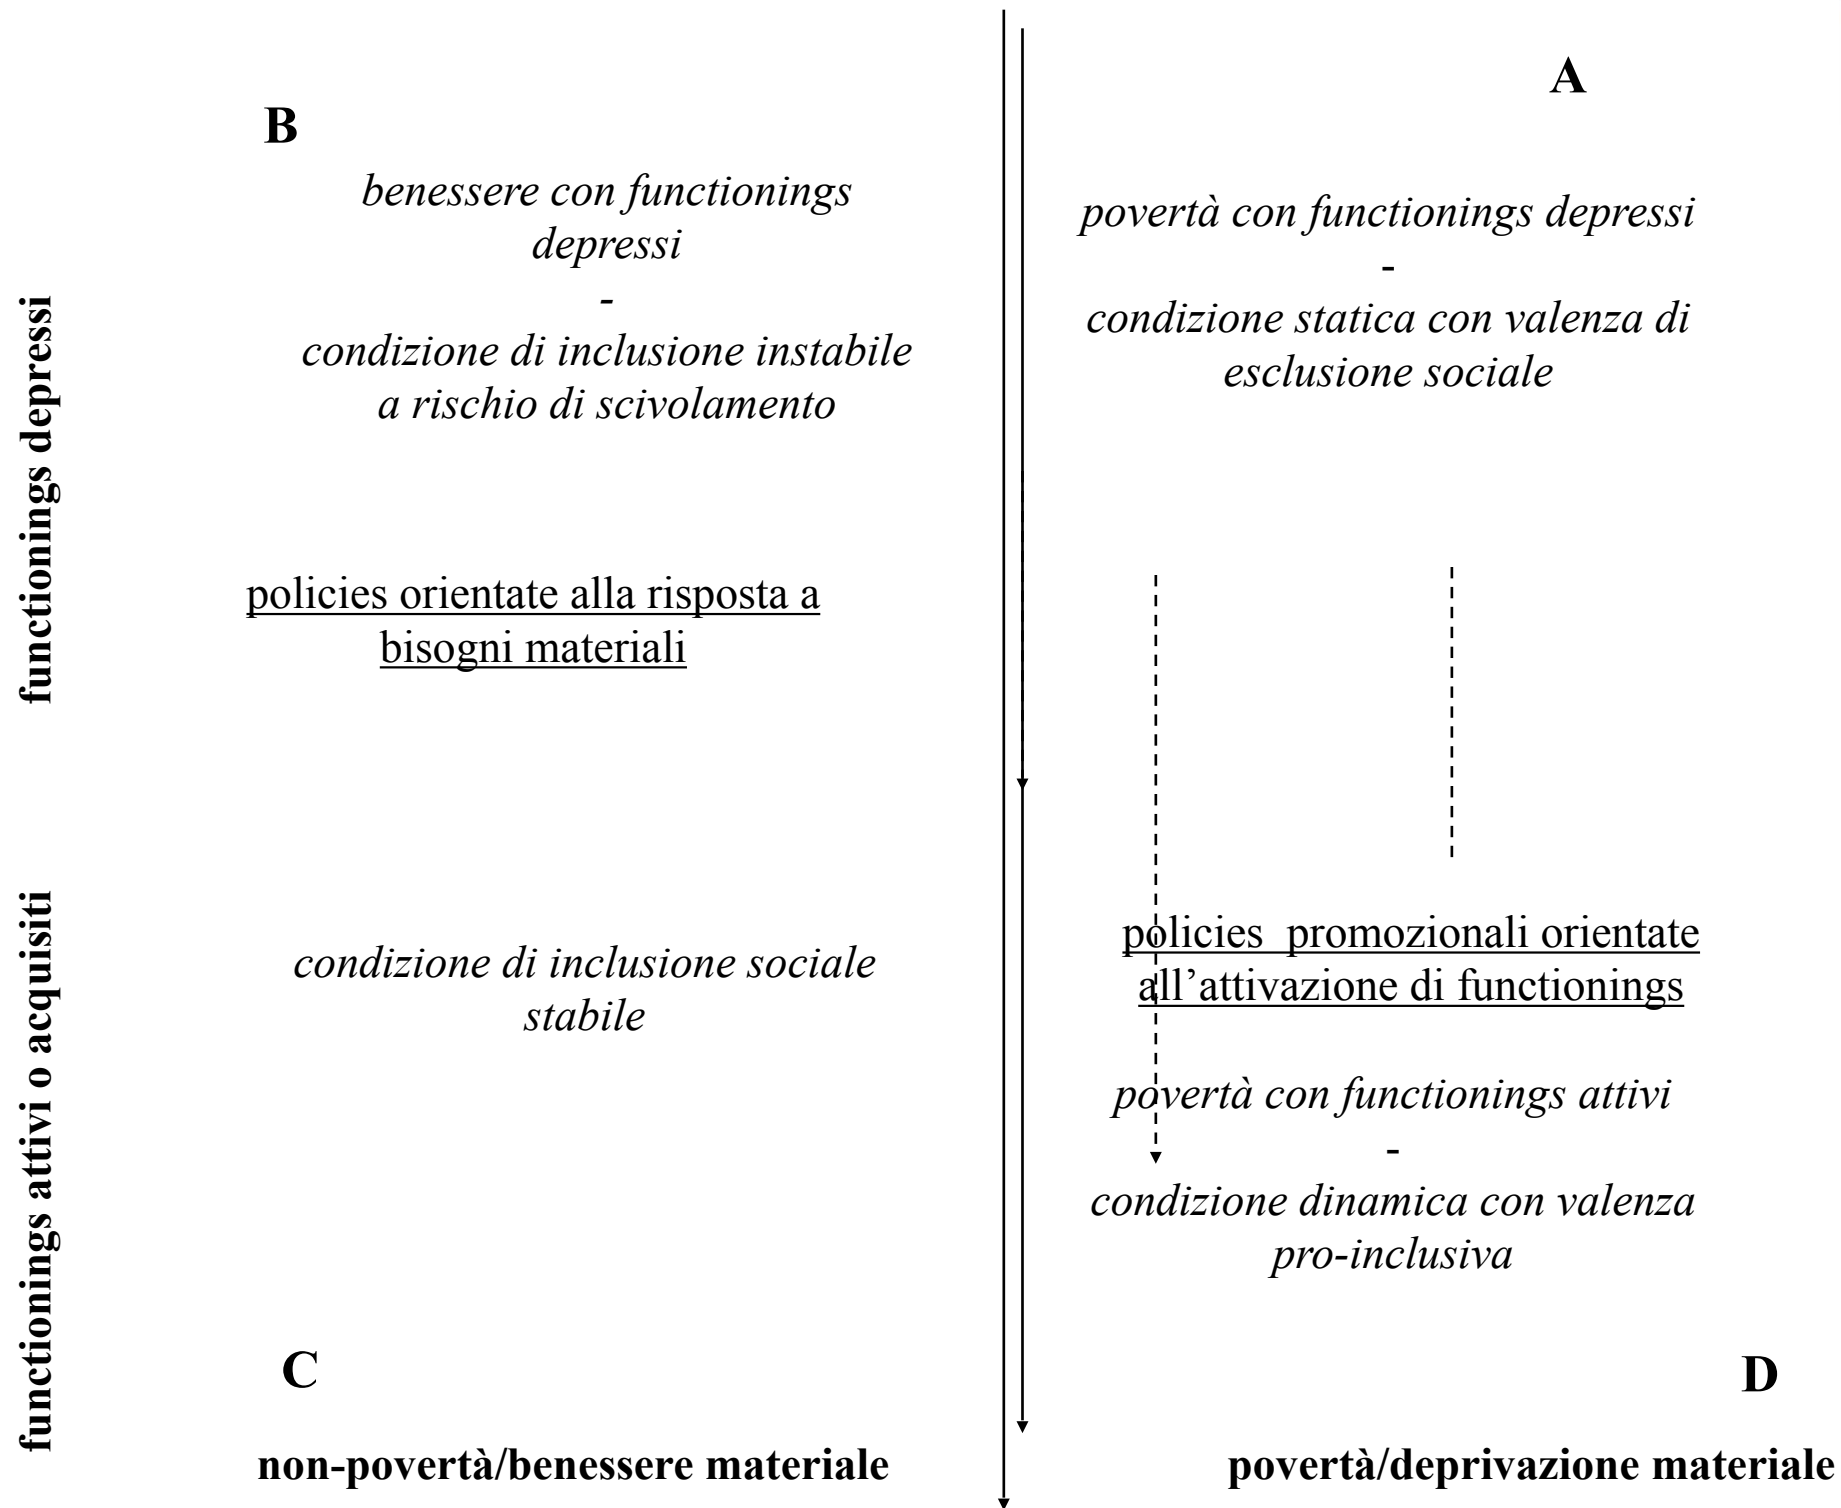 A
B
benessere con functionings
depressi
-
condizione di inclusione instabile
a rischio di scivolamento
povertà con functionings depressi
-
condizione statica con valenza di
esclusione sociale
functionings depressi
policies orientate alla risposta a
bisogni materiali
functionings attivi o acquisiti
condizione di inclusione sociale
stabile
policies  promozionali orientate
all’attivazione di functionings
povertà con functionings attivi
-
condizione dinamica con valenza
pro-inclusiva
C
D
non-povertà/benessere materiale
povertà/deprivazione materiale